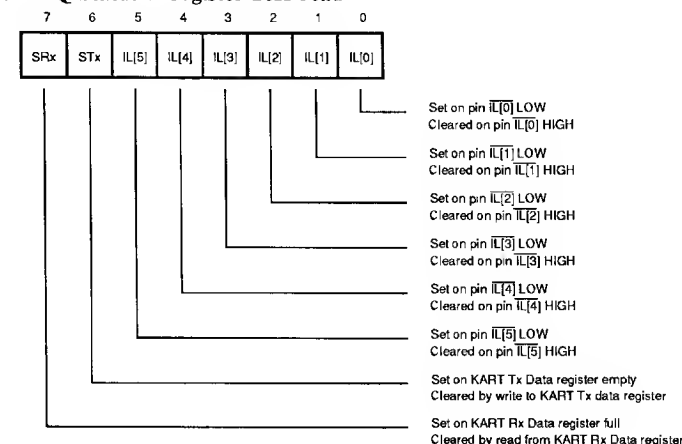 7 6 5 4 3 2 1 0
SRx STx IL[5] IL[4] IL[3] IL[2] IL[1] IL[0]
Set on pin IL[0] LOW
Cleared on pin IL[0] HIGH
Set on pin IL[1] LOW
Cleared on pin IL[1] HIGH
Set on pin IL[2] LOW
Cleared on pin IL[2] HIGH
Set on pin IL[3] LOW
Cleared on pin IL[3] HIGH
Set on pin IL[4] LOW
Cleared on pin IL[4] HIGH
Set on pin IL[5] LOW
Cleared on pin IL[5] HIGH
Set on KART Tx Data register empty
Cleared by write to KART Tx data register
Set on KART Rx Data register full
Cleared by read from KART Rx Data register